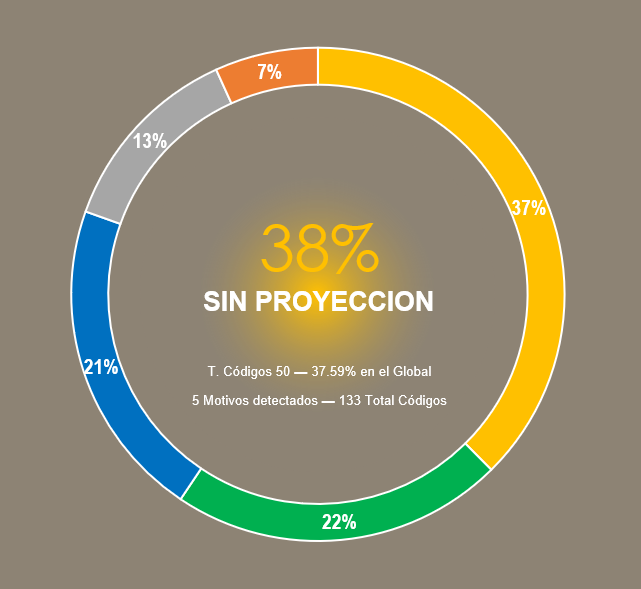 7%
13%
37%
38%
SIN PROYECCION
21%
T. Códigos 50 — 37.59% en el Global
5 Motivos detectados — 133 Total Códigos
22%